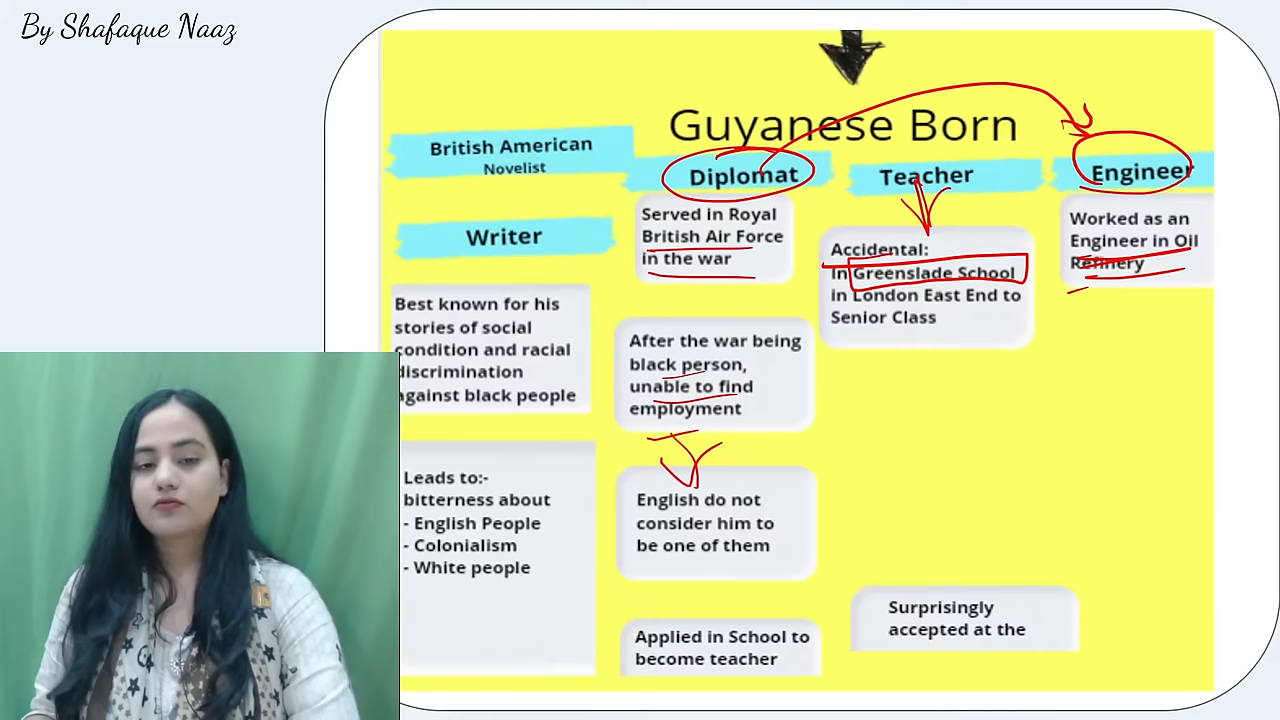 By Shafaque Naaz
Guyanese Born
British American
Novelist
Writer
Best known for his
stories of social
condition and racial
discrimination
against black people
Leads to:-
bitterness about
- English People
- Colonialism
- White people
Diplomat
Served in Royal
British Air Force
in the war
After the war being
black person,
unable to find
employment
English do not
consider him to
be one of them
Applied in School to
become teacher
Teacher
Accidental:
In Greenslade School
in London East End to
Senior Class
Surprisingly
accepted at the
Engineer
Worked as an
Engineer in Oil
Refinery